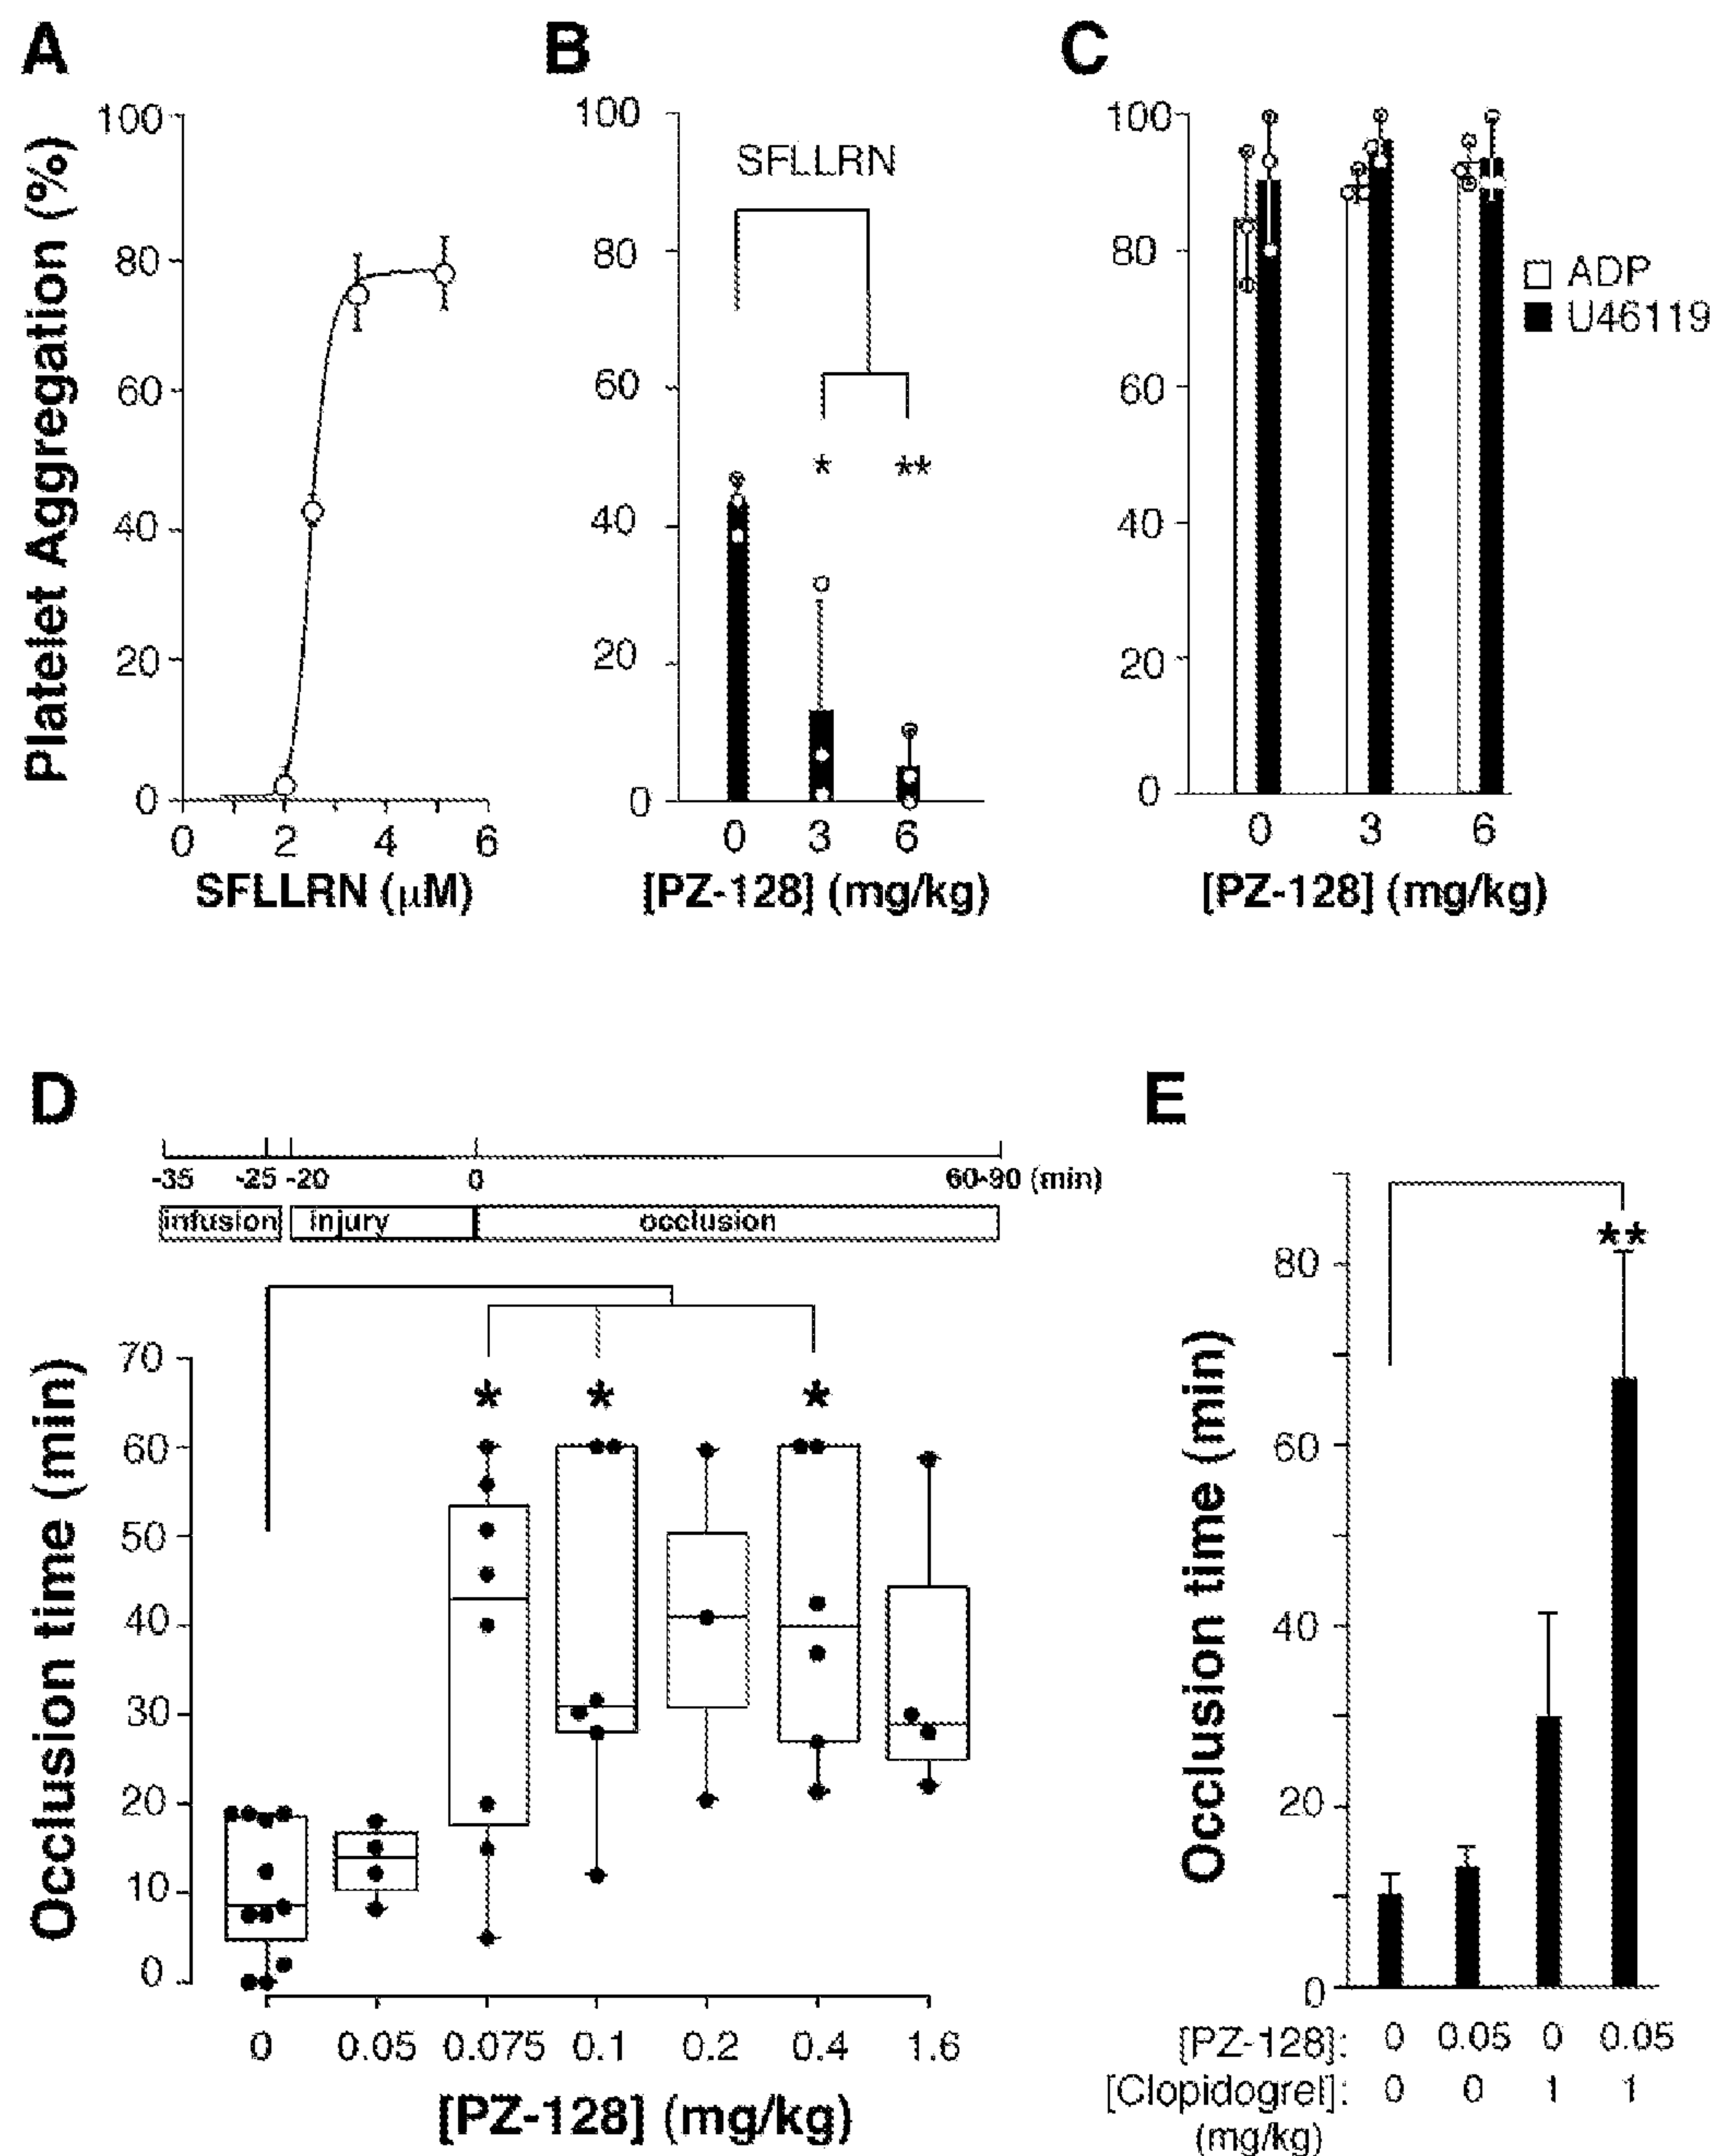 A
Platelet Aggregation (%)
100
80
60
40
20
0
0 2 4 6
SFLLRN (μM)
B
100
80
60
40
20
0
SFLLRN
* **
0 3 6
[PZ-128] (mg/kg)
C
100
80
60
40
20
0
ADP
U46119
0 3 6
[PZ-128] (mg/kg)
D
-35 -25 -20 0 60-90 (min)
infusion injury occlusion
Occlusion time (min)
70
60
50
40
30
20
10
0
* * *
0 0.05 0.075 0.1 0.2 0.4 1.6
[PZ-128] (mg/kg)
E
Occlusion time (min)
80
60
40
20
0
**
[PZ-128]: 0 0.05 0 0.05
[Clopidogrel]: 0 0 1 1
(mg/kg)